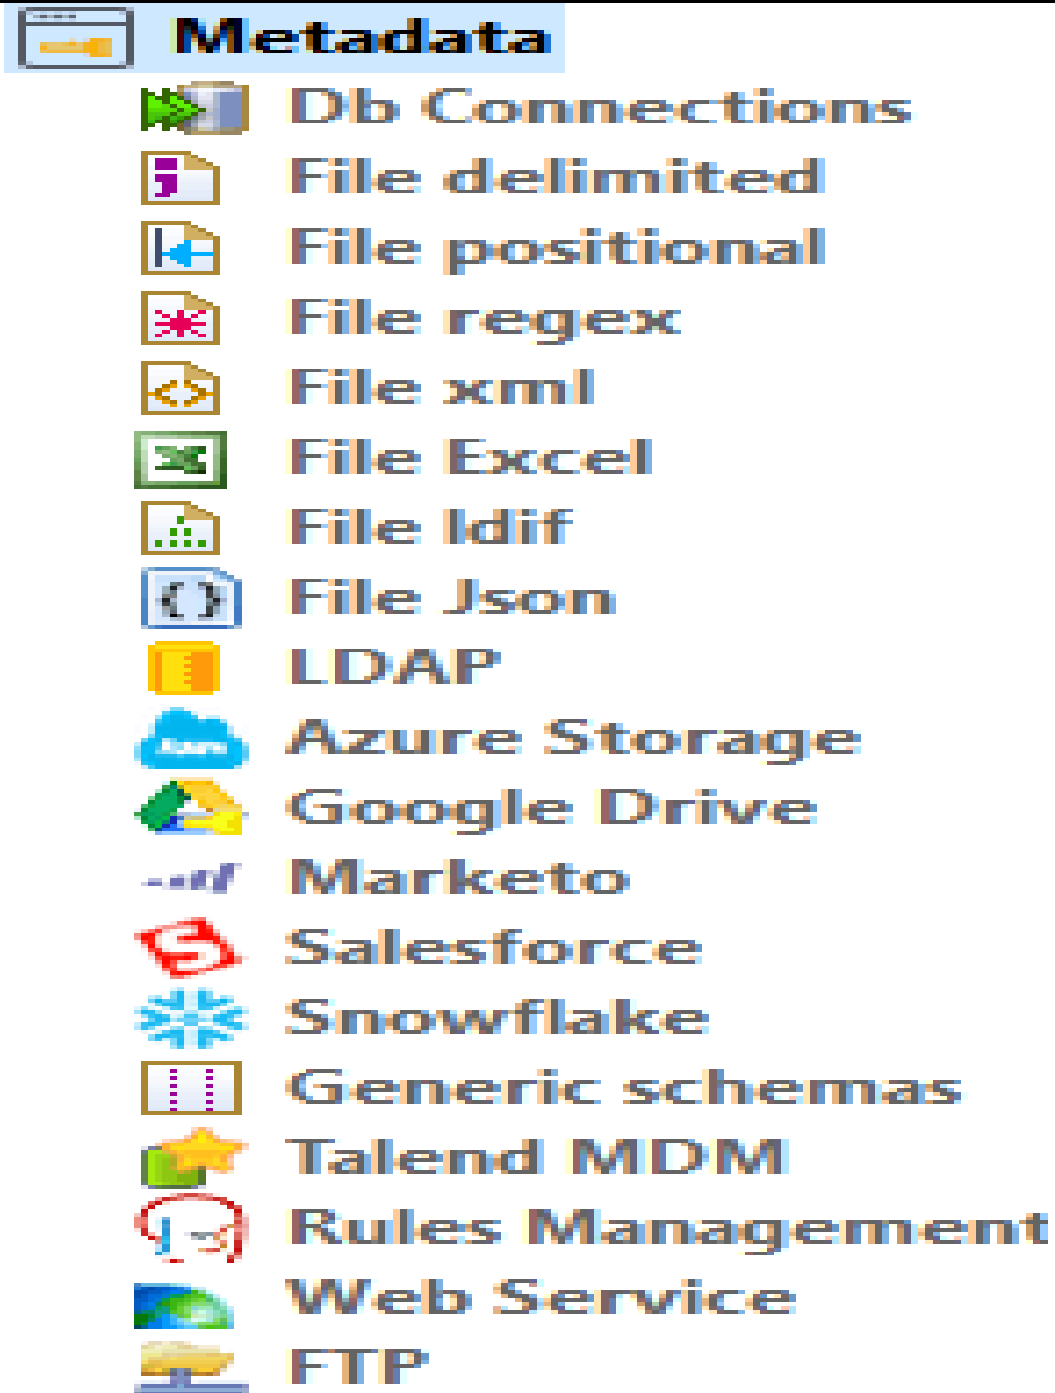 Metadata
Db Connections
File delimited
File positional
File regex
File xml
File Excel
File ldif
File Json
LDAP
Azure Storage
Google Drive
Marketo
Salesforce
Snowflake
Generic schemas
Talend MDM
Rules Management
Web Service
FTP